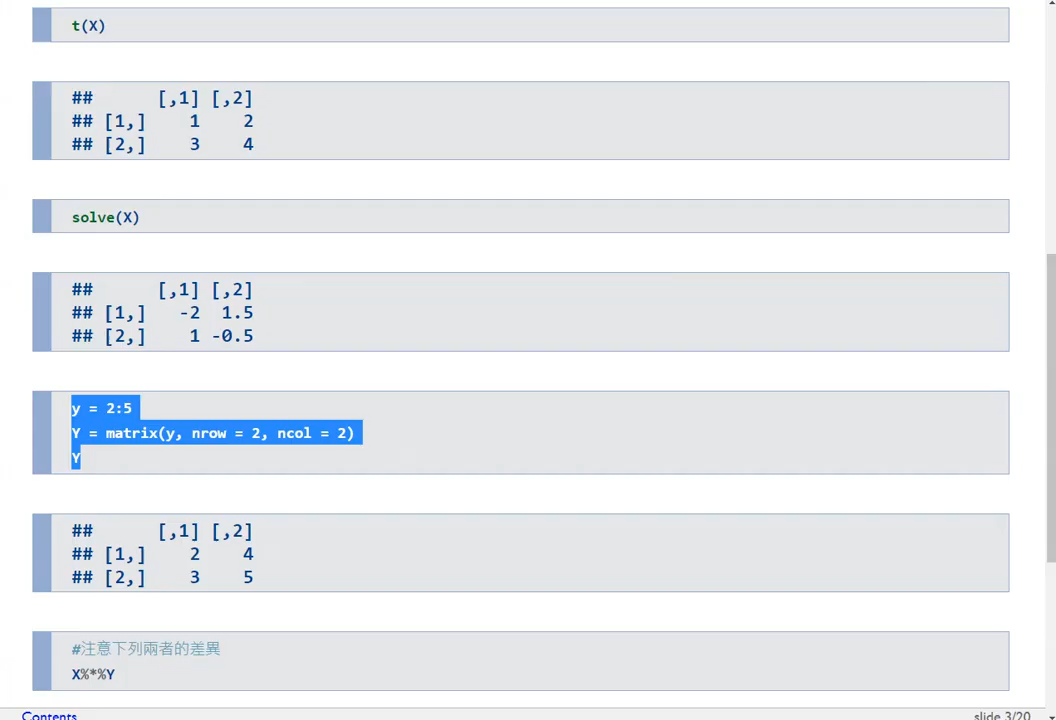 t(X)
##      [,1] [,2]
## [1,]    1    2
## [2,]    3    4
solve(X)
##      [,1] [,2]
## [1,]   -2  1.5
## [2,]    1 -0.5
y = 2:5
Y = matrix(y, nrow = 2, ncol = 2)
Y
##      [,1] [,2]
## [1,]    2    4
## [2,]    3    5
#注意下列兩者的差異
X%*%Y
Contents
slide 3/20